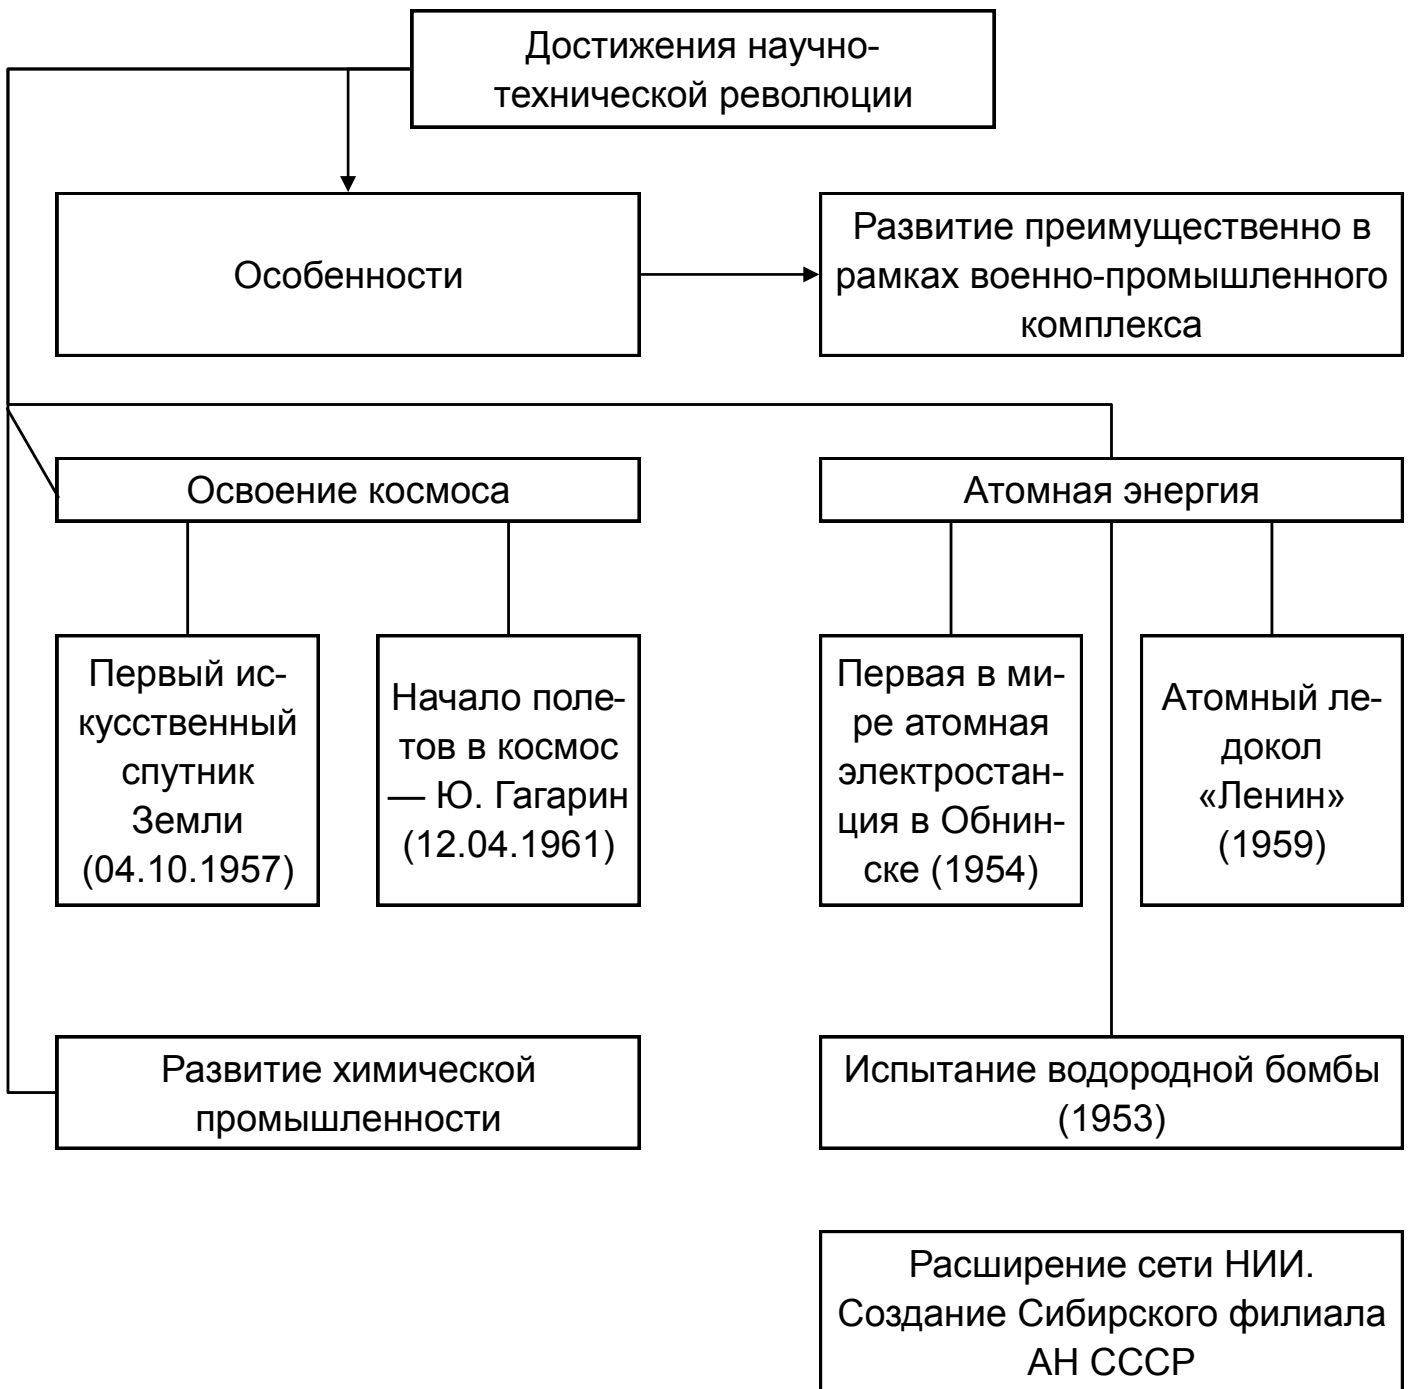 Достижения научно-
технической революции
Особенности
Развитие преимущественно в
рамках военно-промышленного
комплекса
Освоение космоса
Атомная энергия
Первый ис-
кусственный
спутник
Земли
(04.10.1957)
Начало поле-
тов в космос
— Ю. Гагарин
(12.04.1961)
Первая в ми-
ре атомная
электростан-
ция в Обнин-
ске (1954)
Атомный ле-
докол
«Ленин»
(1959)
Развитие химической
промышленности
Испытание водородной бомбы
(1953)
Расширение сети НИИ.
Создание Сибирского филиала
АН СССР